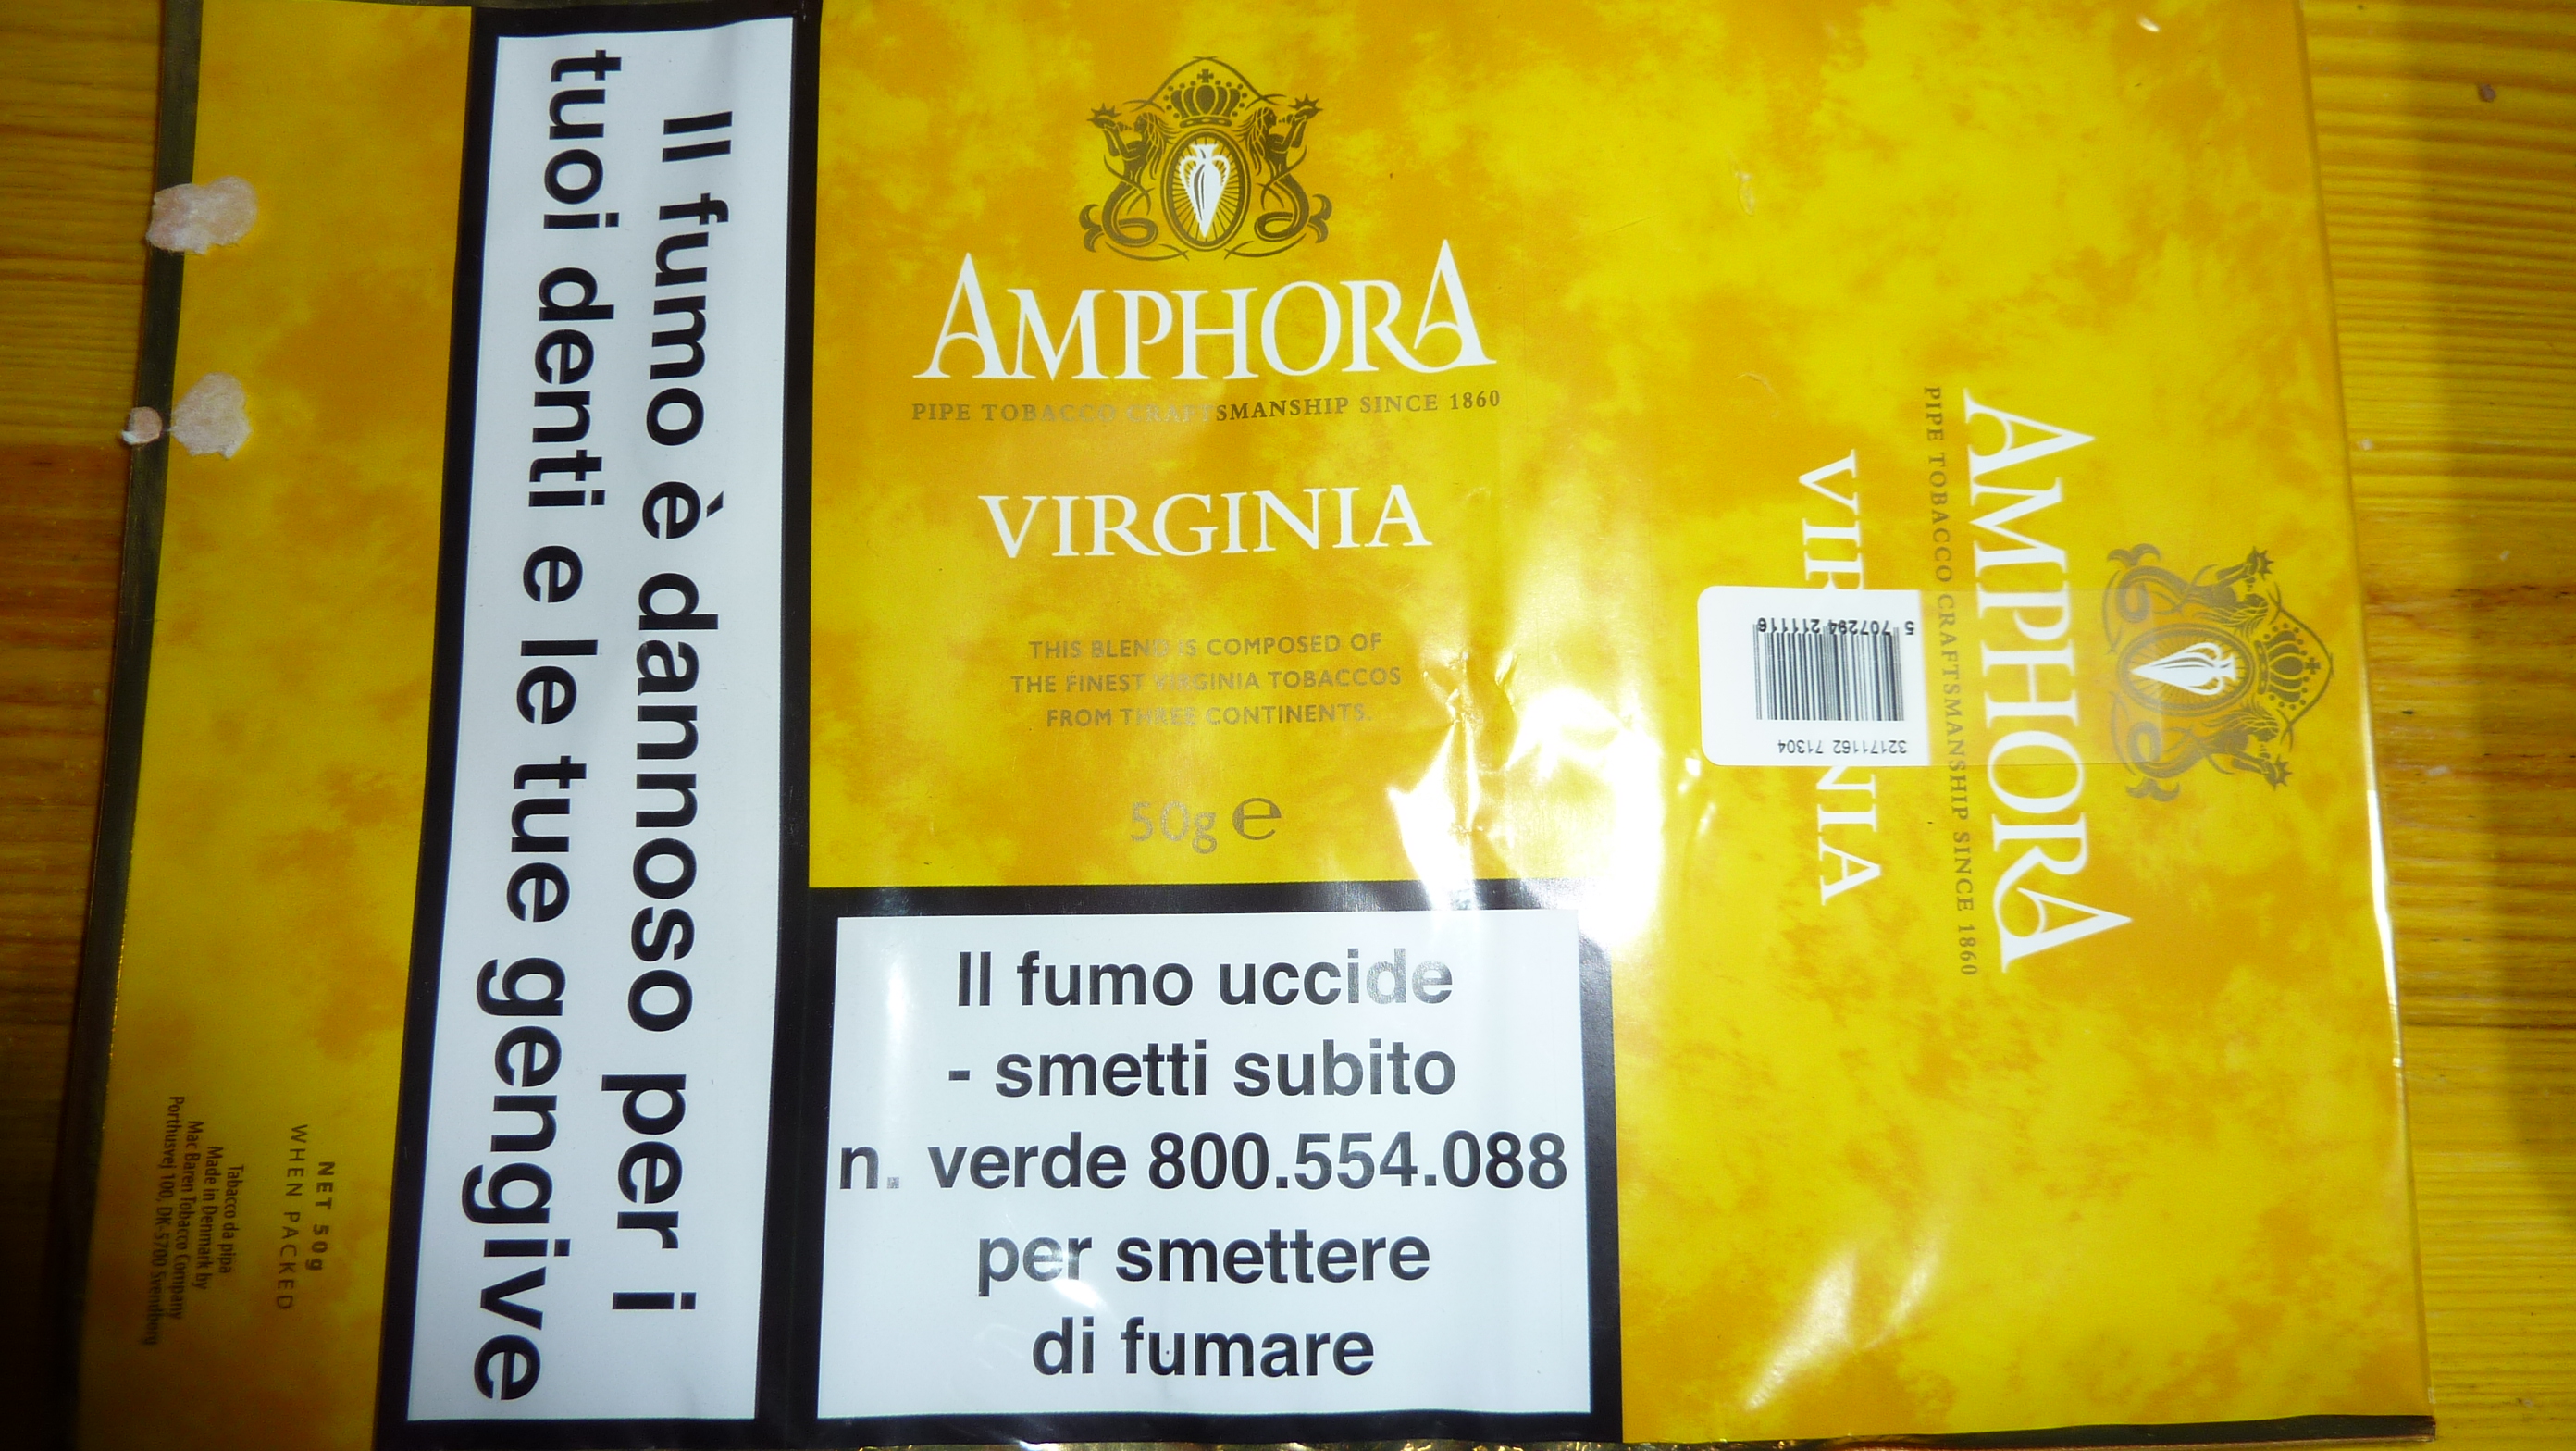 Il fumo è dannoso per i
tuoi denti e le tue gengive
NET 50g
WHEN PACKED
Tabacco da pipa
Made in Denmark by
Mac Baren Tobacco Company
Porthusvej 100, DK-5700 Svendborg
AMPHORA
PIPE TOBACCO CRAFTSMANSHIP SINCE 1860
VIRGINIA
THIS BLEND IS COMPOSED OF
THE FINEST VIRGINIA TOBACCOS
FROM THREE CONTINENTS.
50g e
Il fumo uccide
- smetti subito
n. verde 800.554.088
per smettere
di fumare
AMPHORA
PIPE TOBACCO CRAFTSMANSHIP SINCE 1860
VIRGINIA
5 707294 211116
32171162 71304